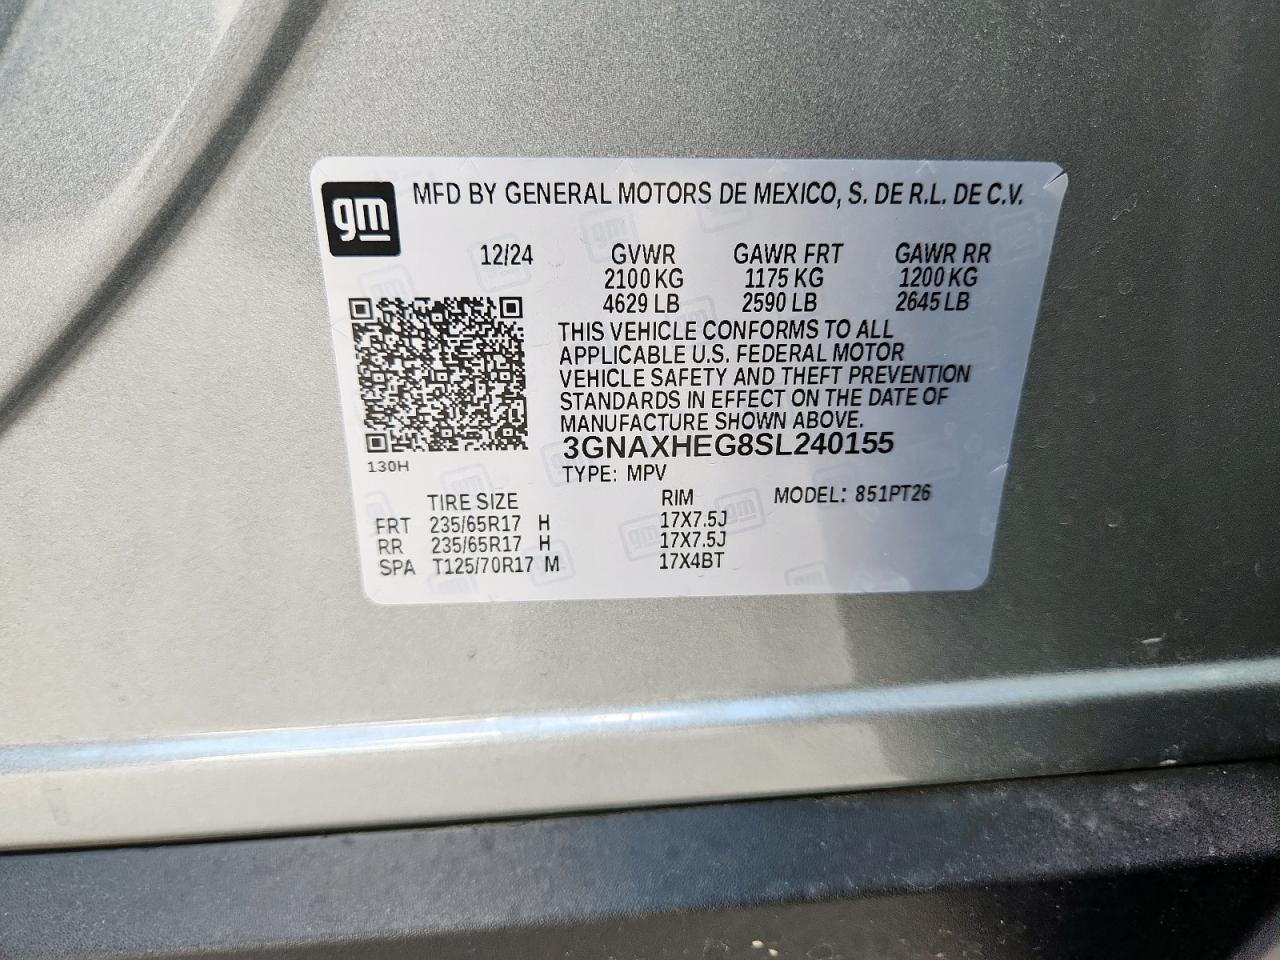 gm
MFD BY GENERAL MOTORS DE MEXICO, S. DE R.L. DE C.V.
12/24 GVWR GAWR FRT GAWR RR
2100 KG 1175 KG 1200 KG
4629 LB 2590 LB 2645 LB
THIS VEHICLE CONFORMS TO ALL
APPLICABLE U.S. FEDERAL MOTOR
VEHICLE SAFETY AND THEFT PREVENTION
STANDARDS IN EFFECT ON THE DATE OF
MANUFACTURE SHOWN ABOVE.
3GNAXHEG8SL240155
130H
TYPE: MPV
TIRE SIZE RIM MODEL: 851PT26
FRT 235/65R17 H 17X7.5J
RR 235/65R17 H 17X7.5J
SPA T125/70R17 M 17X4BT